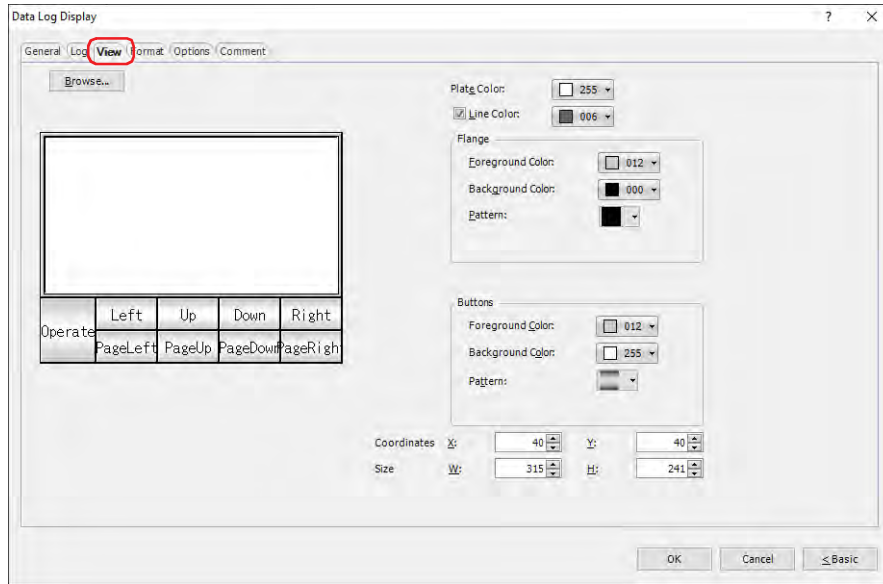 Data Log Display ? X
General Log View Format Options Comment
Browse...
Plate Color: 255
Line Color: 006
Flange
Foreground Color: 012
Background Color: 000
Pattern:
Left Up Down Right
Operate
PageLeft PageUp PageDown PageRigh
Buttons
Foreground Color: 012
Background Color: 255
Pattern:
Coordinates X: 40 Y: 40
Size W: 315 H: 241
OK Cancel <Basic